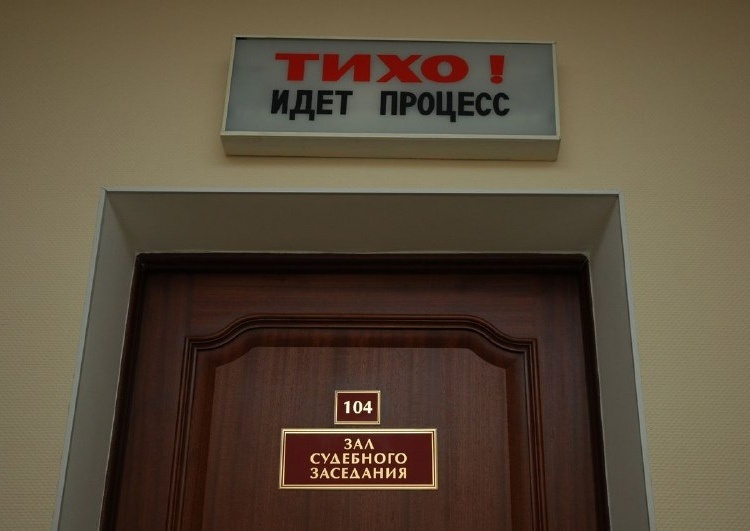 ТИХО !
ИДЕТ ПРОЦЕСС
104
ЗАЛ
СУДЕБНОГО
ЗАСЕДАНИЯ